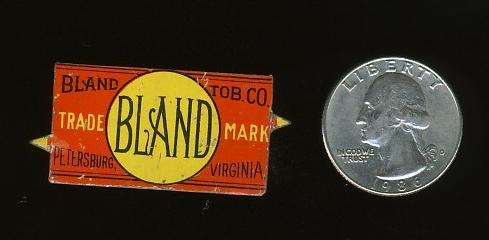 BLAND TOB. CO.
TRADE BLAND MARK
PETERSBURG, VIRGINIA.
LIBERTY
IN GOD WE
TRUST
D
1986